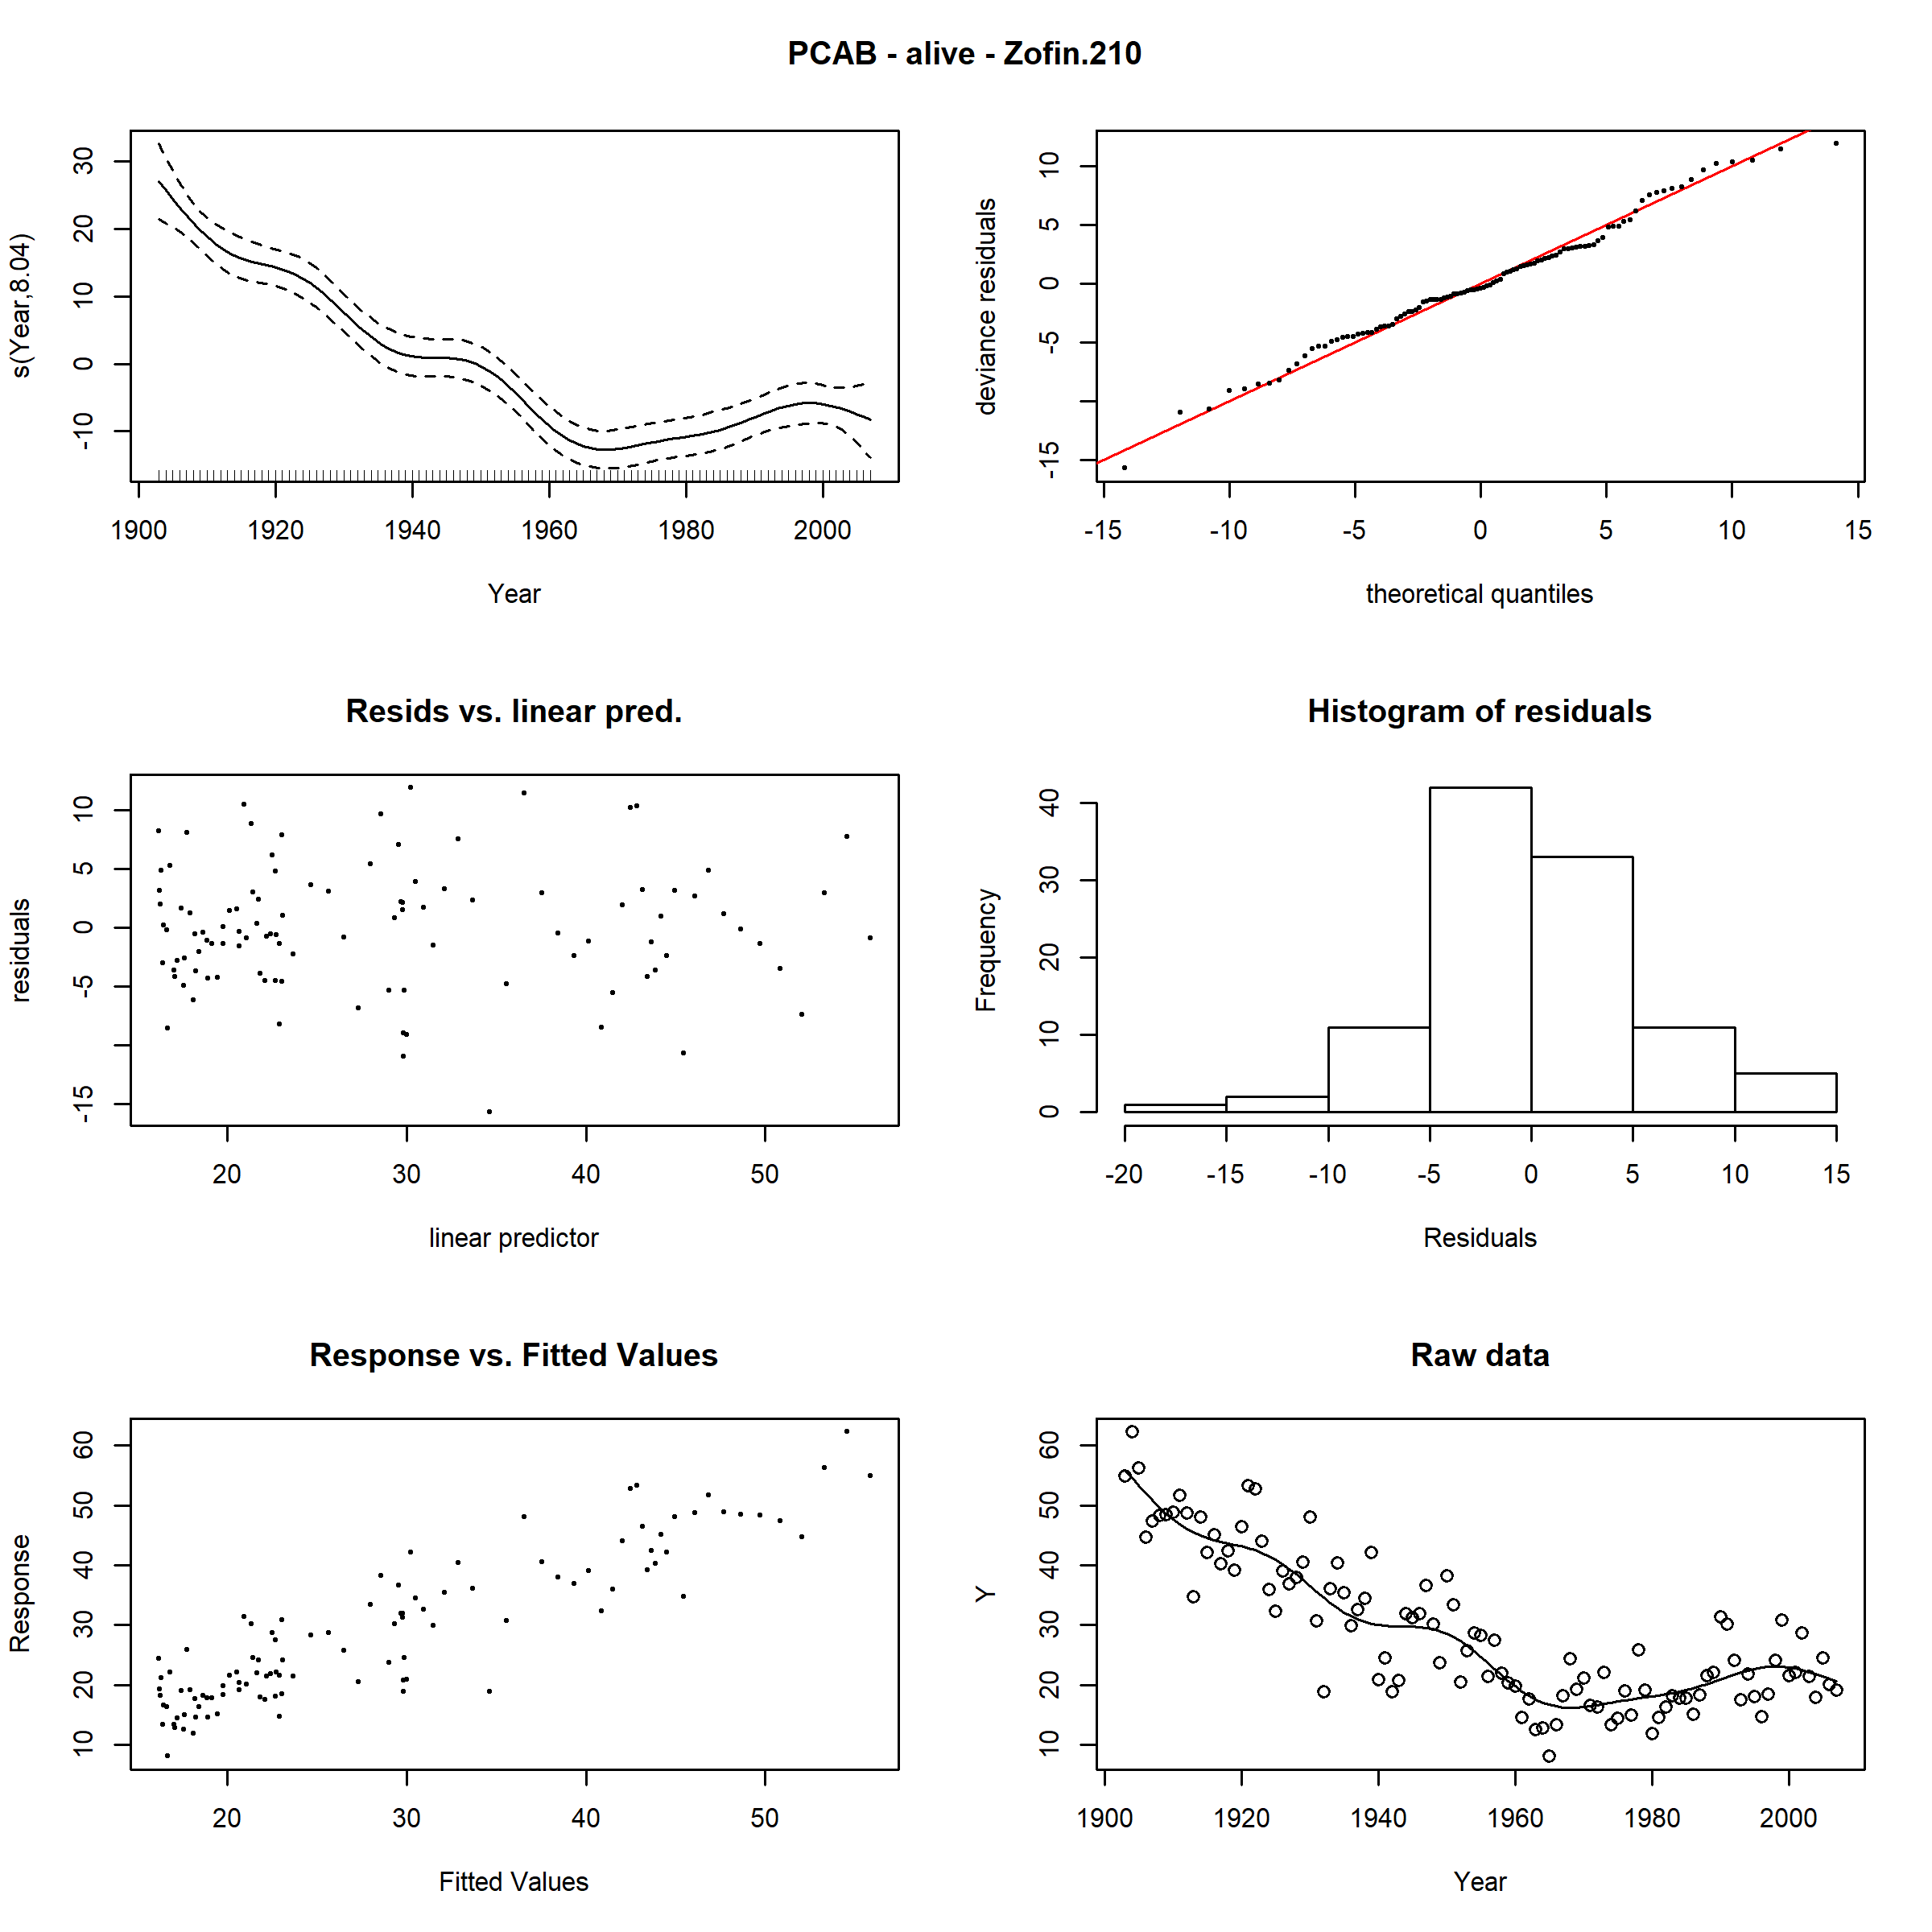 PCAB - alive - Zofin.210
s(Year,8.04)
30
20
10
0
-10
1900 1920 1940 1960 1980 2000
Year
deviance residuals
10
5
0
-5
-15
-15 -10 -5 0 5 10 15
theoretical quantiles
Resids vs. linear pred.
residuals
10
5
0
-5
-15
20 30 40 50
linear predictor
Histogram of residuals
Frequency
40
30
20
10
0
-20 -15 -10 -5 0 5 10 15
Residuals
Response vs. Fitted Values
Response
60
50
40
30
20
10
20 30 40 50
Fitted Values
Raw data
Y
60
50
40
30
20
10
1900 1920 1940 1960 1980 2000
Year